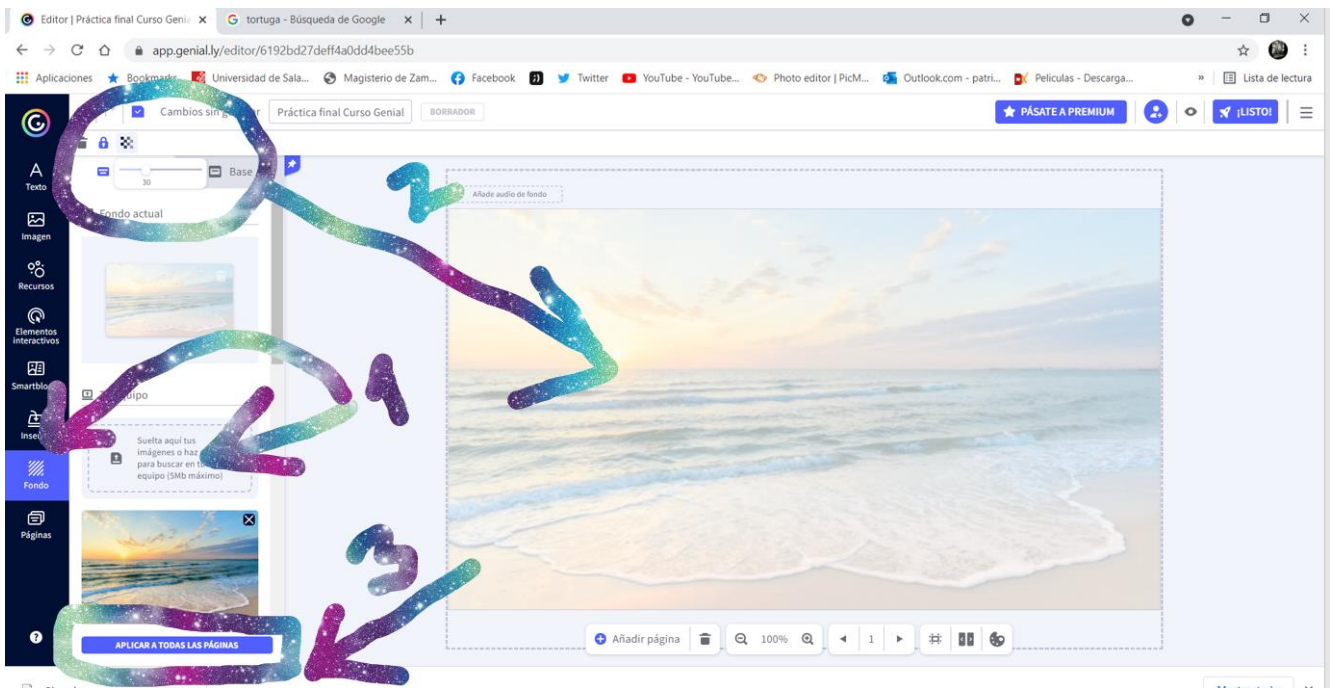 Editor | Práctica final Curso Genia
tortuga - Búsqueda de Google
app.genial.ly/editor/6192bd27deff4a0dd4bee55b
Aplicaciones
Bookmarks
Universidad de Sala...
Magisterio de Zam...
Facebook
Twitter
YouTube - YouTube...
Photo editor | PicM...
Outlook.com - patri...
Peliculas - Descarga...
»
Lista de lectura
Cambios sin
Práctica final Curso Genial
BORRADOR
PÁSATE A PREMIUM
¡LISTO!
Texto
Imagen
Recursos
Elementos
interactivos
Fondo
Páginas
30
Base
Fondo actual
Suelta aquí tus
imágenes o haz
para buscar en
equipo (5Mb máximo)
APLICAR A TODAS LAS PÁGINAS
1
2
3
Añade audio de fondo
Añadir página
100%
1